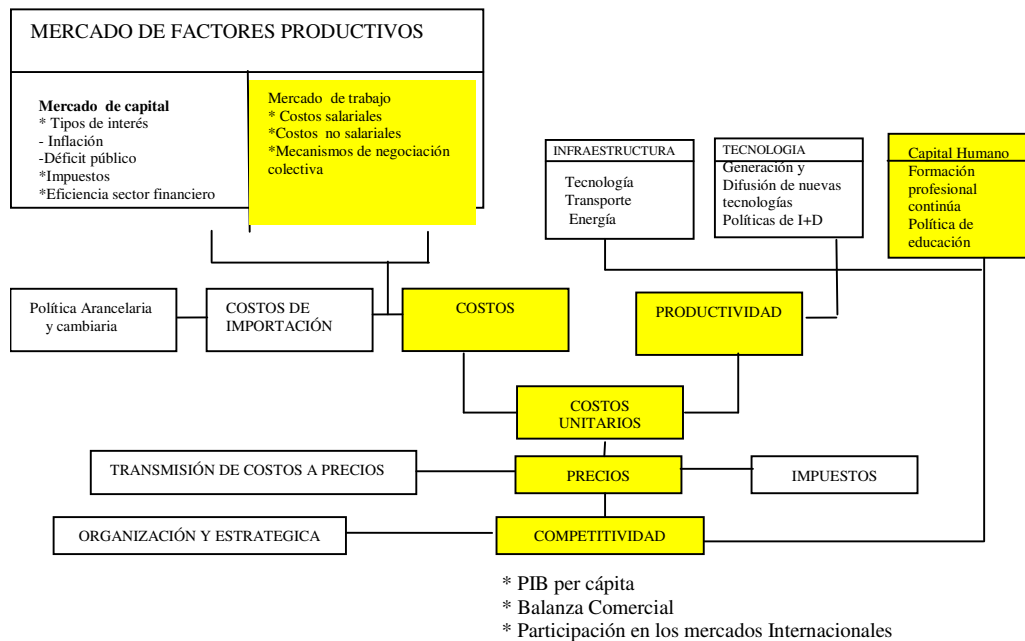 MERCADO DE FACTORES PRODUCTIVOS
Mercado de capital
* Tipos de interés
- Inflación
-Déficit público
*Impuestos
*Eficiencia sector financiero
Mercado de trabajo
* Costos salariales
*Costos no salariales
*Mecanismos de negociación
colectiva
INFRAESTRUCTURA
Tecnología
Transporte
Energía
TECNOLOGIA
Generación y
Difusión de nuevas
tecnologías
Políticas de I+D
Capital Humano
Formación
profesional
continúa
Política de
educación
Política Arancelaria
y cambiaria
COSTOS DE
IMPORTACIÓN
COSTOS
PRODUCTIVIDAD
COSTOS
UNITARIOS
TRANSMISIÓN DE COSTOS A PRECIOS
PRECIOS
IMPUESTOS
ORGANIZACIÓN Y ESTRATEGICA
COMPETITIVIDAD
* PIB per cápita
* Balanza Comercial
* Participación en los mercados Internacionales